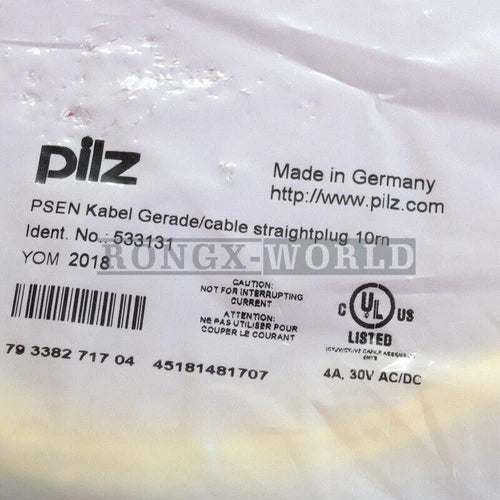 pilz
Made in Germany
http://www.pilz.com
PSEN Kabel Gerade/cable straightplug 10m
Ident. No.: 533131
YOM 2018
RONGX-WORLD
CAUTION:
NOT FOR INTERRUPTING
CURRENT
ATTENTION:
NE PAS UTILISER POUR
COUPER LE COURANT
C UL US
LISTED
79 3382 717 04 45181481707
4A, 30V AC/DC